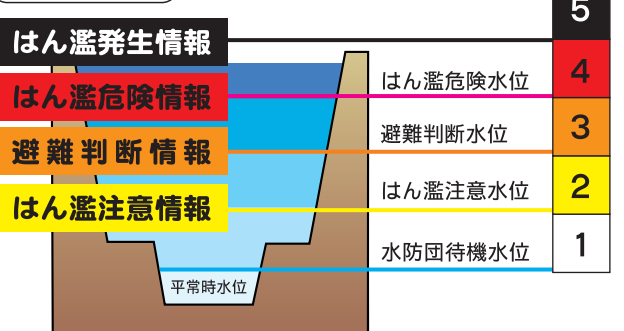 5
はん濫発生情報
4
はん濫危険水位
はん濫危険情報
3
避難判断水位
避難判断情報
2
はん濫注意水位
はん濫注意情報
1
水防団待機水位
平常時水位